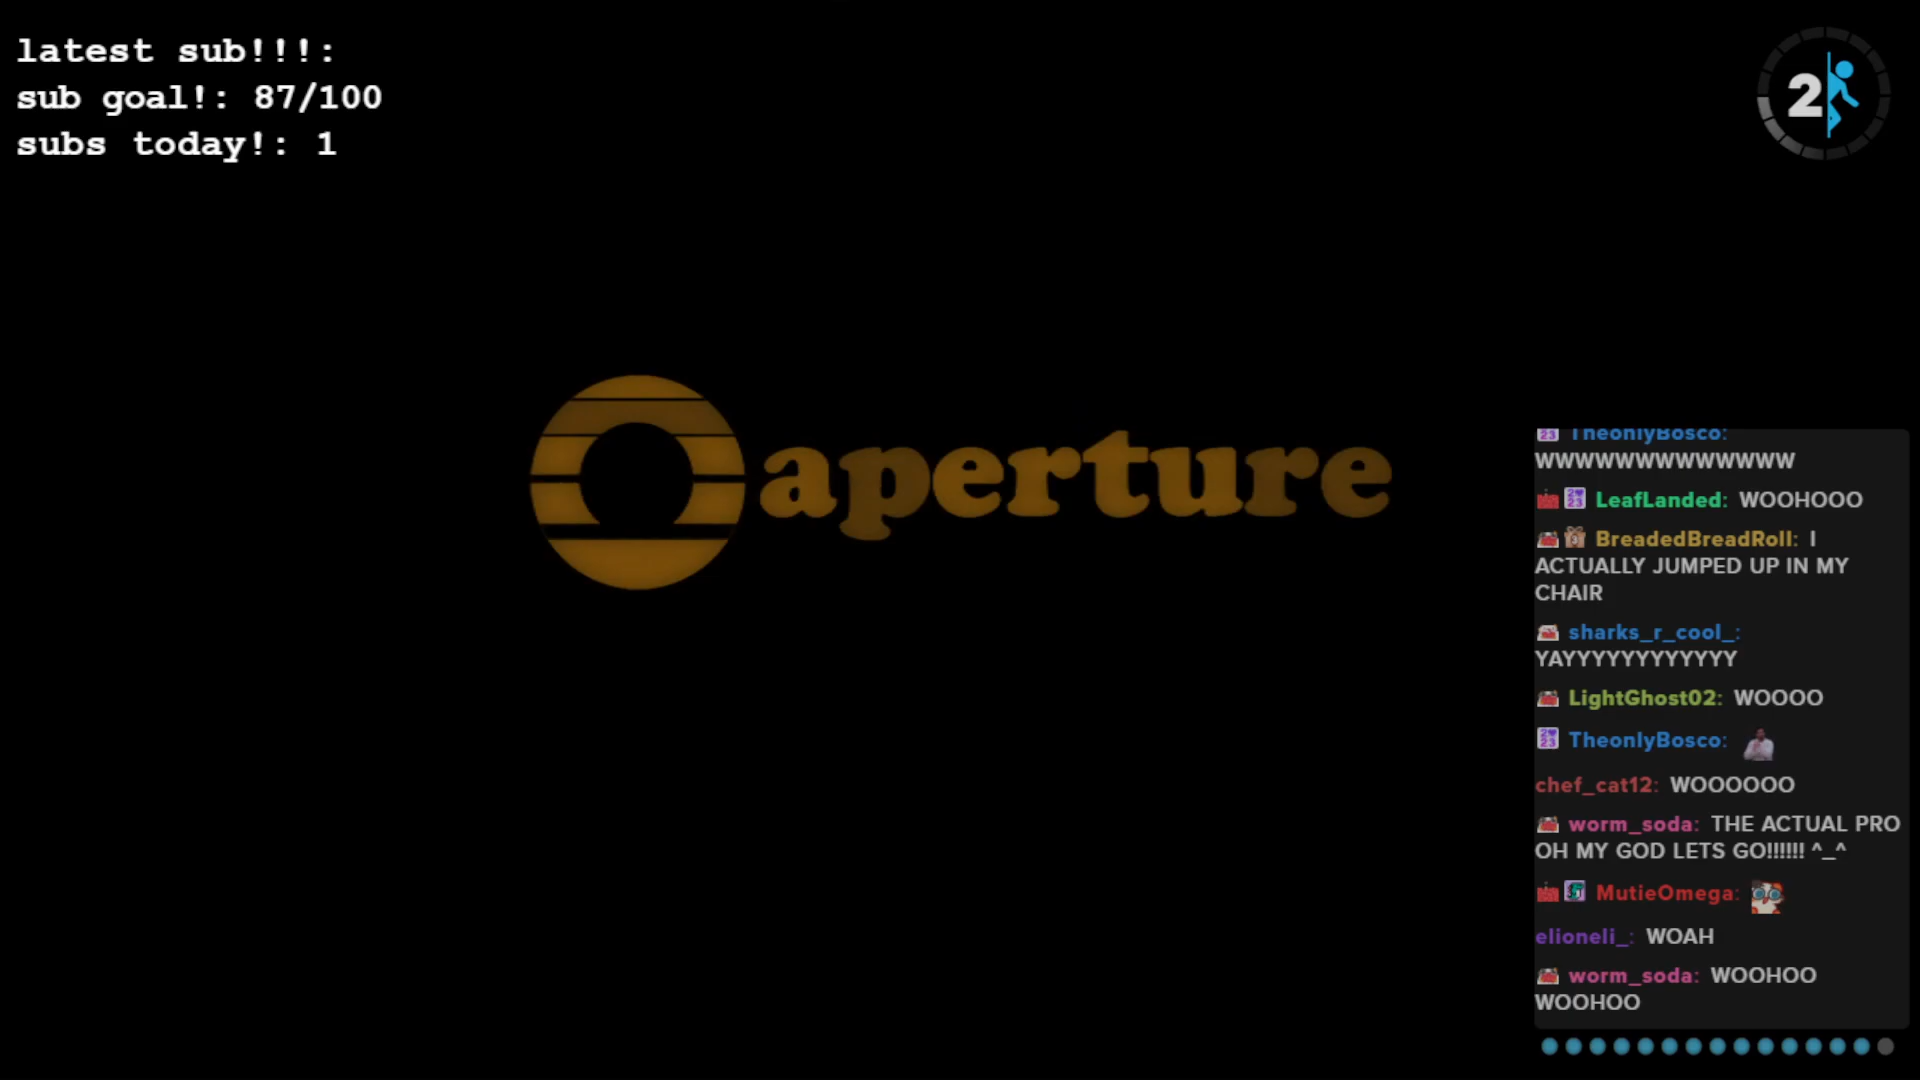 latest sub!!!:
sub goal!: 87/100
subs today!: 1
2
aperture
TheonlyBosco:
WWWWWWWWWWWWW
LeafLanded: WOOHOOO
BreadedBreadRoll: I
ACTUALLY JUMPED UP IN MY
CHAIR
sharks_r_cool_:
YAYYYYYYYYYYYY
LightGhost02: WOOOO
TheonlyBosco:
chef_cat12: WOOOOOO
worm_soda: THE ACTUAL PRO
OH MY GOD LETS GO!!!!!! ^_^
MutieOmega:
elioneli_: WOAH
worm_soda: WOOHOO
WOOHOO